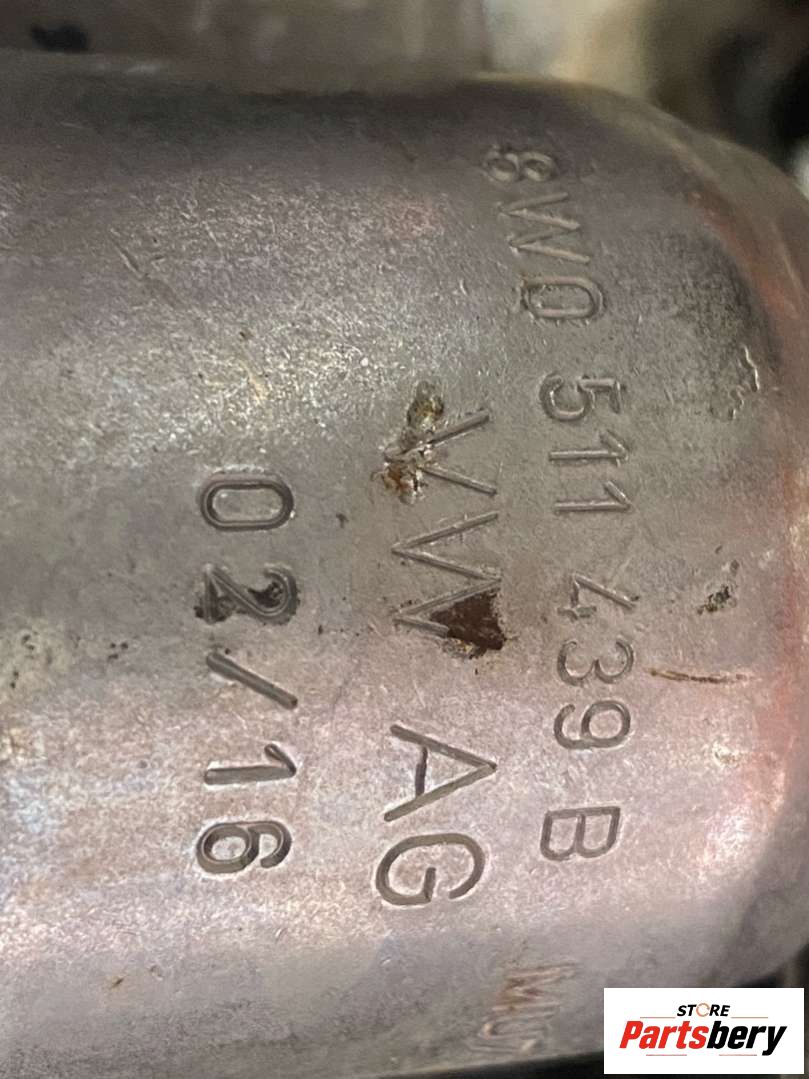 8W0 511 439 B
VW AG
02/16
STORE
Partsbery